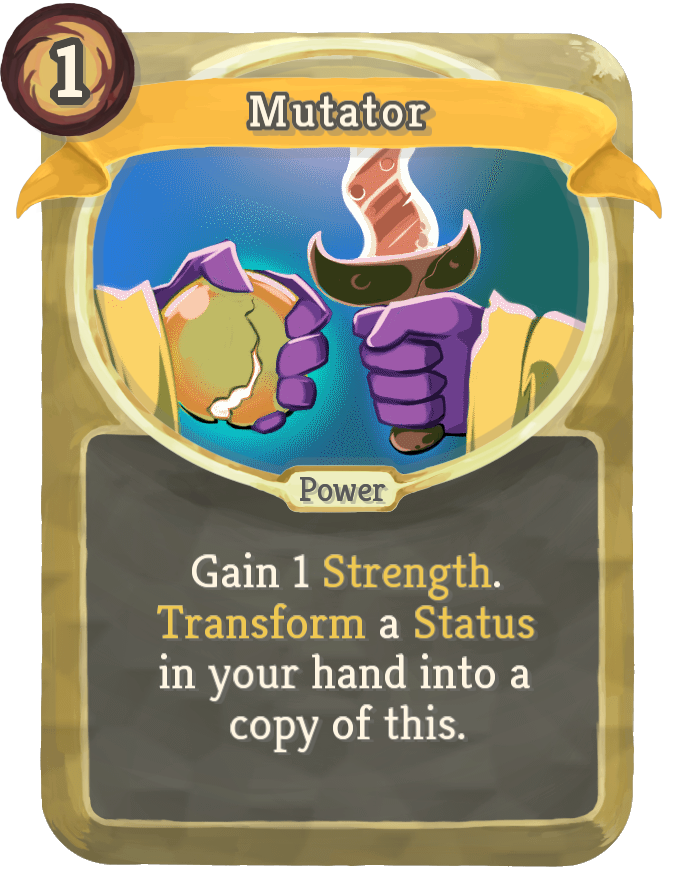 1
Mutator
Power
Gain 1 Strength.
Transform a Status
in your hand into a
copy of this.